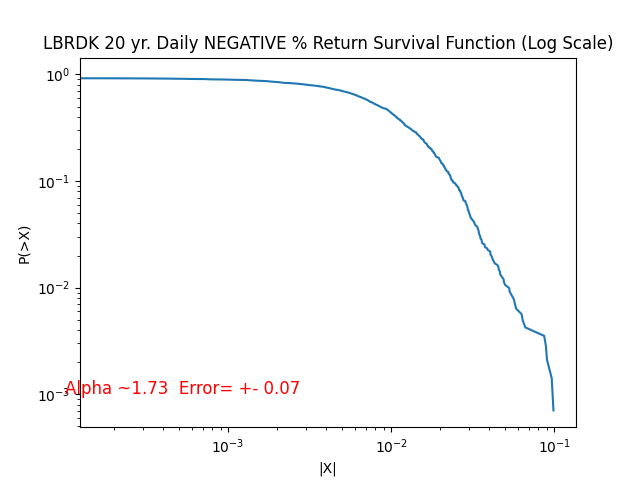 LBRDK 20 yr. Daily NEGATIVE % Return Survival Function (Log Scale)
10⁰
10⁻¹
P(>X)
10⁻²
10⁻³
Alpha ~1.73  Error= +- 0.07
10⁻³ 10⁻² 10⁻¹
|X|